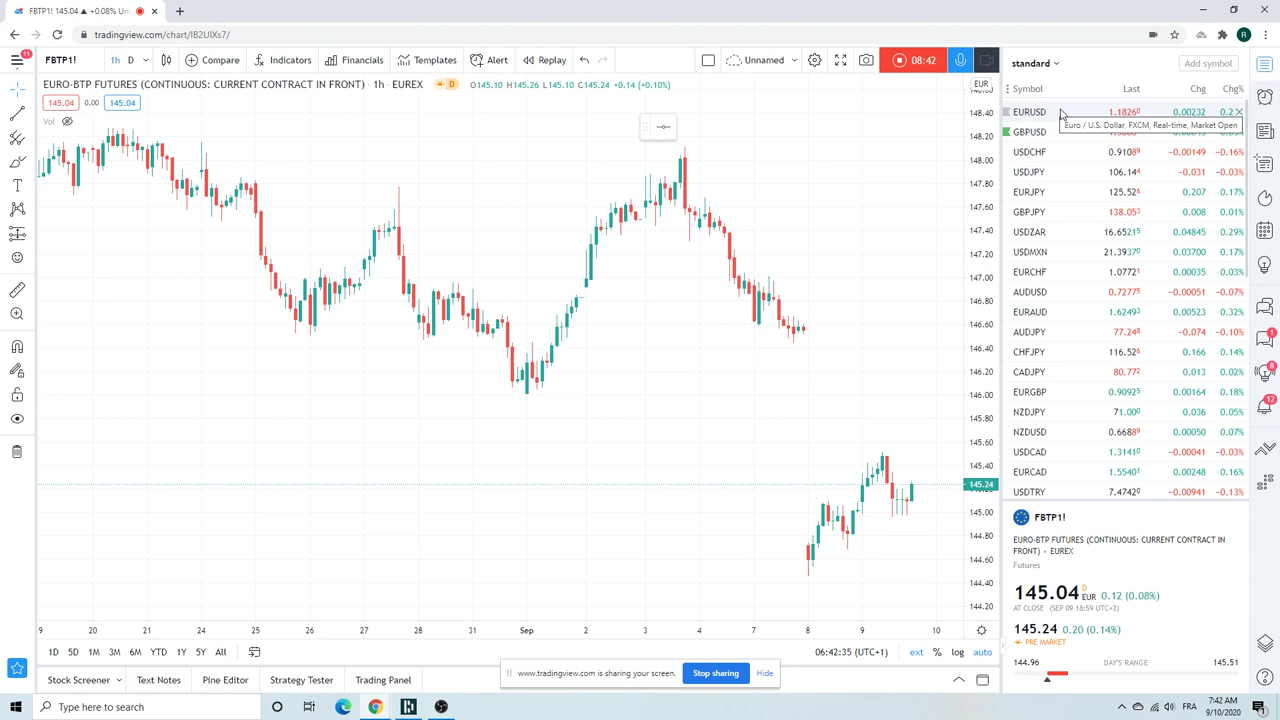 FBTP1! 145.04 ▲ +0.08% Un
tradingview.com/chart/IB2UIXs7/
R
11
FBTP1!
1h D
Compare
Indicators
Financials
Templates
Alert
Replay
Unnamed
08:42
EURO-BTP FUTURES (CONTINUOUS: CURRENT CONTRACT IN FRONT) · 1h · EUREX
D
O145.10 H145.26 L145.10 C145.24 +0.14 (+0.10%)
145.04 0.00 145.04
Vol
EUR
148.40
148.20
148.00
147.80
147.60
147.40
147.20
147.00
146.80
146.60
146.40
146.20
146.00
145.80
145.60
145.40
145.24
145.00
144.80
144.60
144.40
144.20
9 20 21 24 25 26 27 28 31 Sep 2 3 4 7 8 9 10
1D 5D 1M 3M 6M YTD 1Y 5Y All
06:42:35 (UTC+1) ext % log auto
Stock Screener Text Notes Pine Editor Strategy Tester Trading Panel
www.tradingview.com is sharing your screen. Stop sharing Hide
standard
Add symbol
Symbol Last Chg Chg%
EURUSD 1.18260 0.00232 0.2
Euro / U.S. Dollar, FXCM, Real-time, Market Open
GBPUSD
USDCHF 0.91089 −0.00149 −0.16%
USDJPY 106.144 −0.031 −0.03%
EURJPY 125.526 0.207 0.17%
GBPJPY 138.053 0.008 0.01%
USDZAR 16.65215 0.04845 0.29%
USDMXN 21.39370 0.03700 0.17%
EURCHF 1.07721 0.00035 0.03%
AUDUSD 0.72775 −0.00051 −0.07%
EURAUD 1.62493 0.00523 0.32%
AUDJPY 77.248 −0.074 −0.10%
CHFJPY 116.526 0.166 0.14%
CADJPY 80.772 0.013 0.02%
EURGBP 0.90925 0.00164 0.18%
NZDJPY 71.000 0.036 0.05%
NZDUSD 0.66889 0.00050 0.07%
USDCAD 1.31410 −0.00041 −0.03%
EURCAD 1.55401 0.00248 0.16%
USDTRY 7.47420 −0.00941 −0.13%
FBTP1!
EURO-BTP FUTURES (CONTINUOUS: CURRENT CONTRACT IN
FRONT) • EUREX
Futures
145.04 D EUR 0.12 (0.08%)
AT CLOSE (SEP 09 18:59 UTC+2)
145.24 0.20 (0.14%)
PRE MARKET
144.96 DAY'S RANGE 145.51
1
8
12
Type here to search
FRA
7:42 AM
9/10/2020